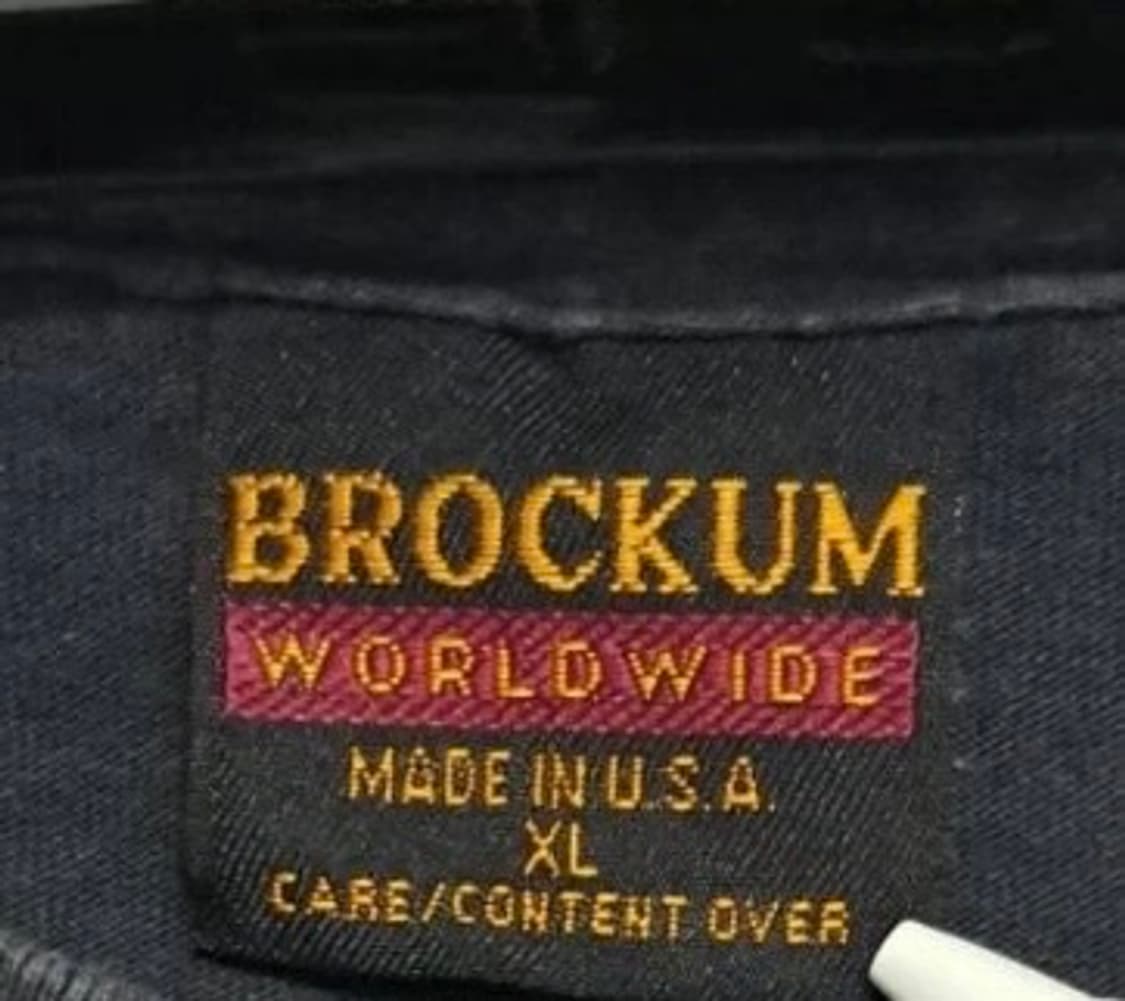 BROCKUM
WORLDWIDE
MADE IN U.S.A.
XL
CARE/CONTENT OVER